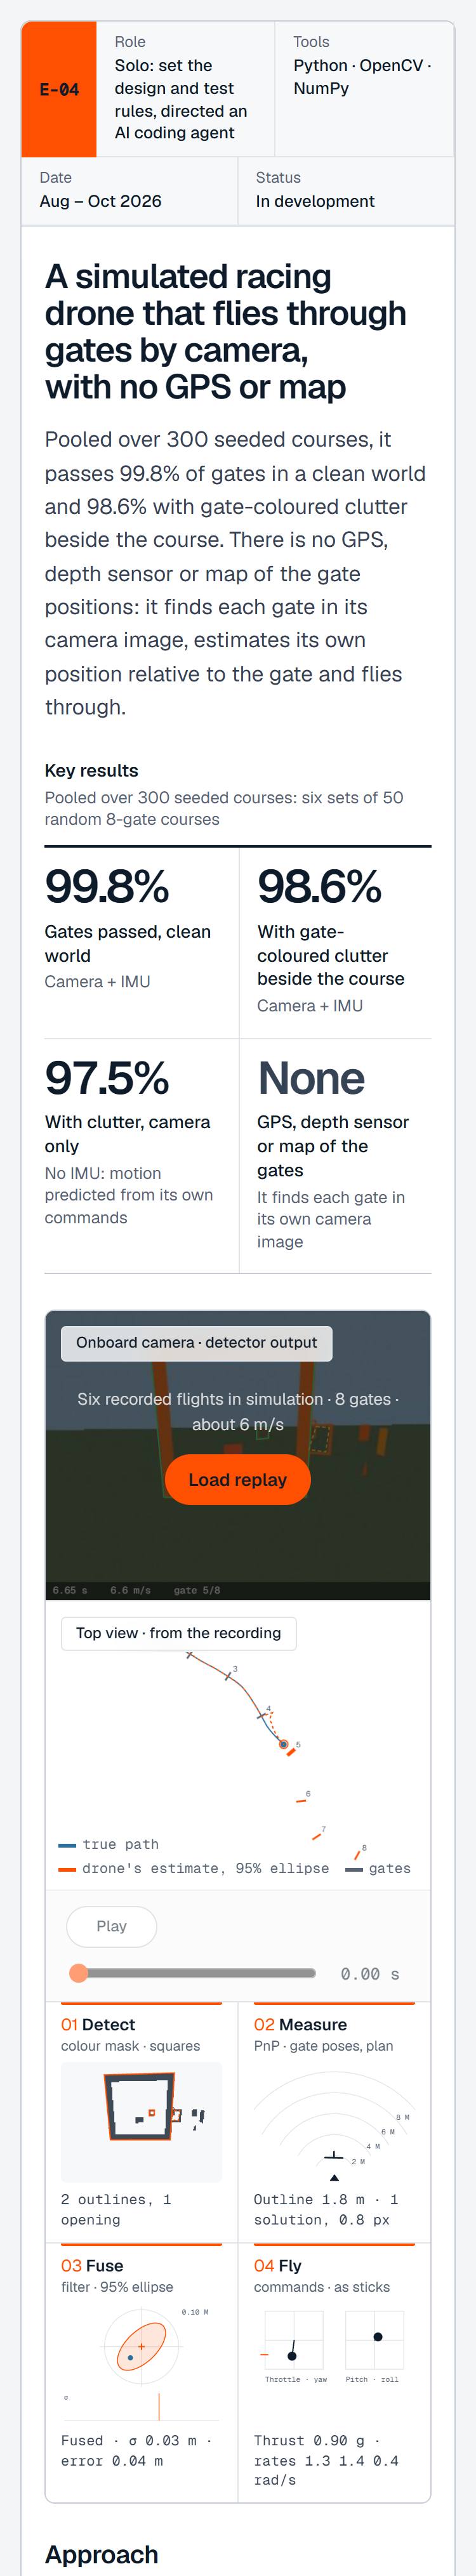 E-04
Role
Solo: set the
design and test
rules, directed an
AI coding agent
Tools
Python · OpenCV ·
NumPy
Date
Aug – Oct 2026
Status
In development
A simulated racing
drone that flies through
gates by camera,
with no GPS or map
Pooled over 300 seeded courses, it
passes 99.8% of gates in a clean world
and 98.6% with gate-coloured clutter
beside the course. There is no GPS,
depth sensor or map of the gate
positions: it finds each gate in its
camera image, estimates its own
position relative to the gate and flies
through.
Key results
Pooled over 300 seeded courses: six sets of 50
random 8-gate courses
99.8%
Gates passed, clean
world
Camera + IMU
98.6%
With gate-
coloured clutter
beside the course
Camera + IMU
97.5%
With clutter, camera
only
No IMU: motion
predicted from its own
commands
None
GPS, depth sensor
or map of the
gates
It finds each gate in
its own camera
image
Onboard camera · detector output
Six recorded flights in simulation · 8 gates ·
about 6 m/s
Load replay
6.65 s 6.6 m/s gate 5/8
Top view · from the recording
3
4
5
6
7
8
true path
drone's estimate, 95% ellipse gates
Play
0.00 s
01 Detect
colour mask · squares
2 outlines, 1
opening
02 Measure
PnP · gate poses, plan
8 M
6 M
4 M
2 M
Outline 1.8 m · 1
solution, 0.8 px
03 Fuse
filter · 95% ellipse
0.10 M
σ
Fused · σ 0.03 m ·
error 0.04 m
04 Fly
commands · as sticks
Throttle · yaw Pitch · roll
Thrust 0.90 g ·
rates 1.3 1.4 0.4
rad/s
Approach